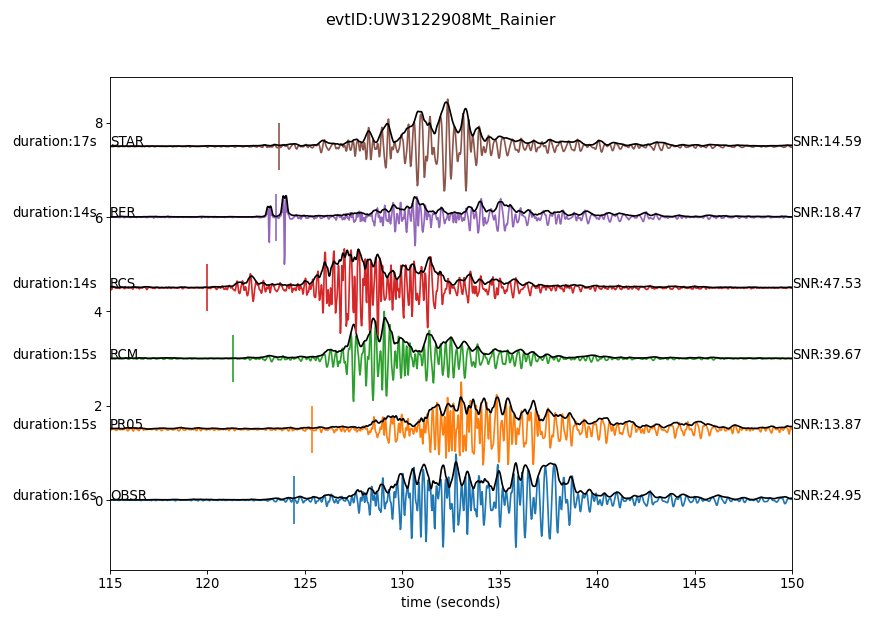 evtID:UW3122908Mt_Rainier
duration:17s STAR SNR:14.59
duration:14s RER SNR:18.47
duration:14s RCS SNR:47.53
duration:15s RCM SNR:39.67
duration:15s PR05 SNR:13.87
duration:16s OBSR SNR:24.95
8
6
4
2
0
115 120 125 130 135 140 145 150
time (seconds)